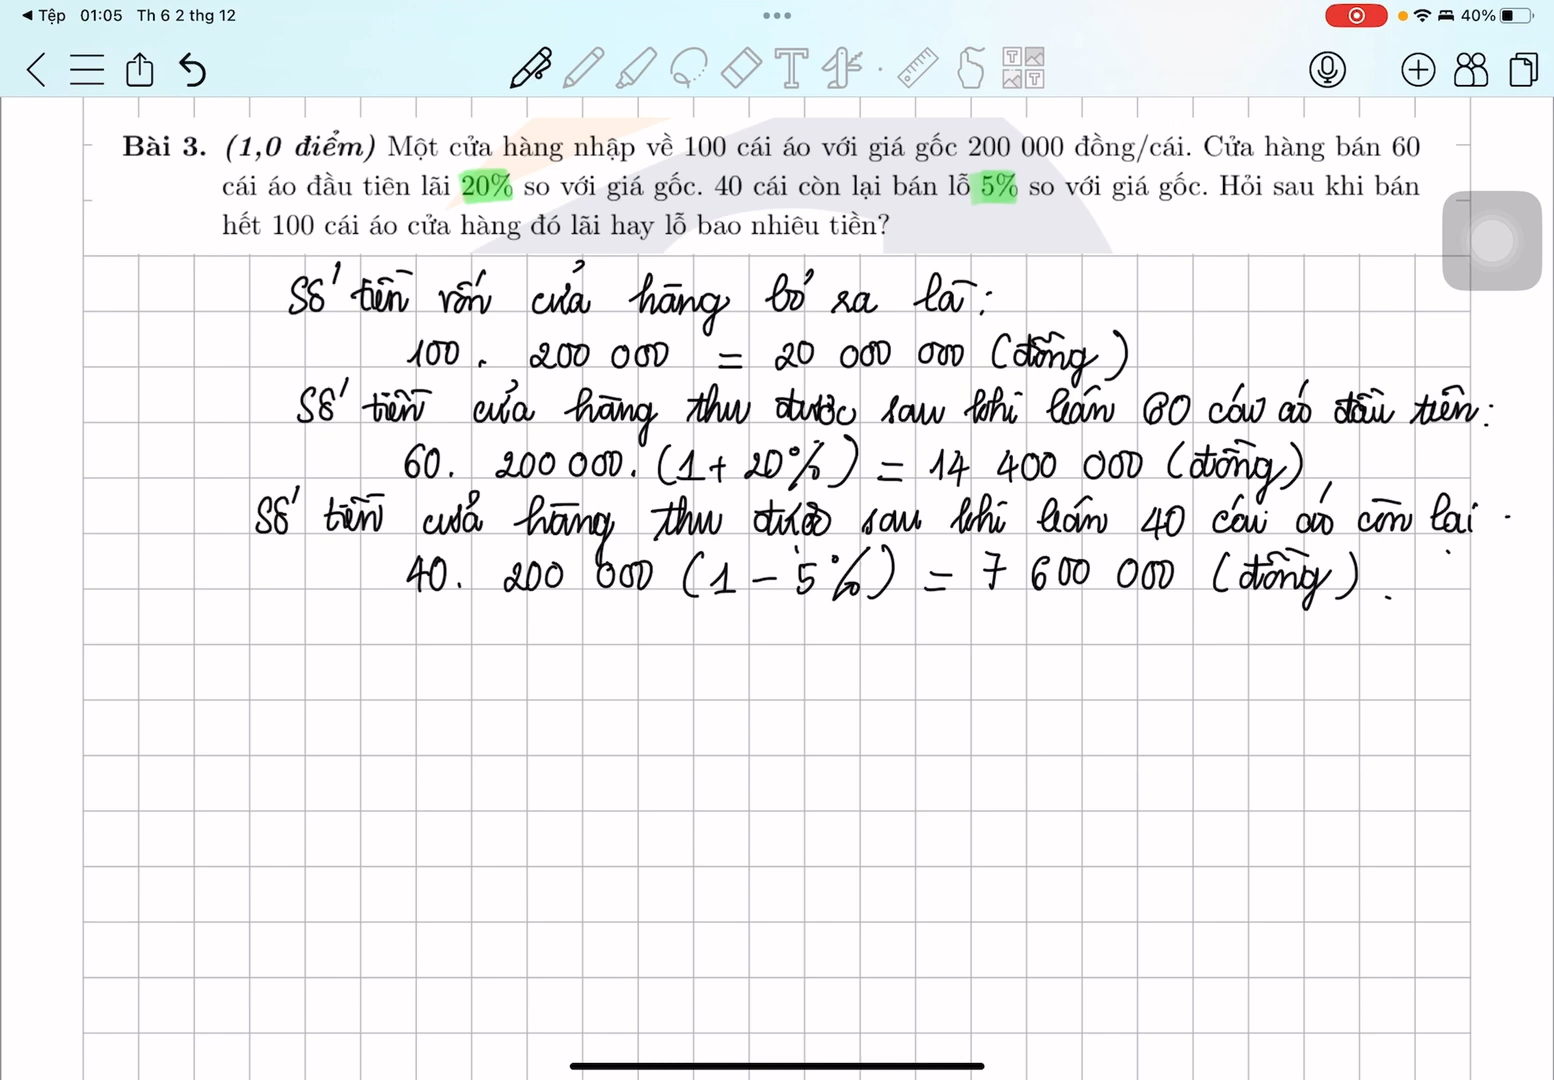 Tệp 01:05 Th 6 2 thg 12 40%
Bài 3. (1,0 điểm) Một cửa hàng nhập về 100 cái áo với giá gốc 200 000 đồng/cái. Cửa hàng bán 60
cái áo đầu tiên lãi 20% so với giá gốc. 40 cái còn lại bán lỗ 5% so với giá gốc. Hỏi sau khi bán
hết 100 cái áo cửa hàng đó lãi hay lỗ bao nhiêu tiền?
Số tiền vốn cửa hàng bỏ ra là:
100 . 200 000 = 20 000 000 (đồng)
Số tiền cửa hàng thu được sau khi bán 60 cái áo đầu tiên:
60. 200 000. (1 + 20%) = 14 400 000 (đồng)
Số tiền cửa hàng thu được sau khi bán 40 cái áo còn lại.
40. 200 000 (1 - 5%) = 7 600 000 (đồng).